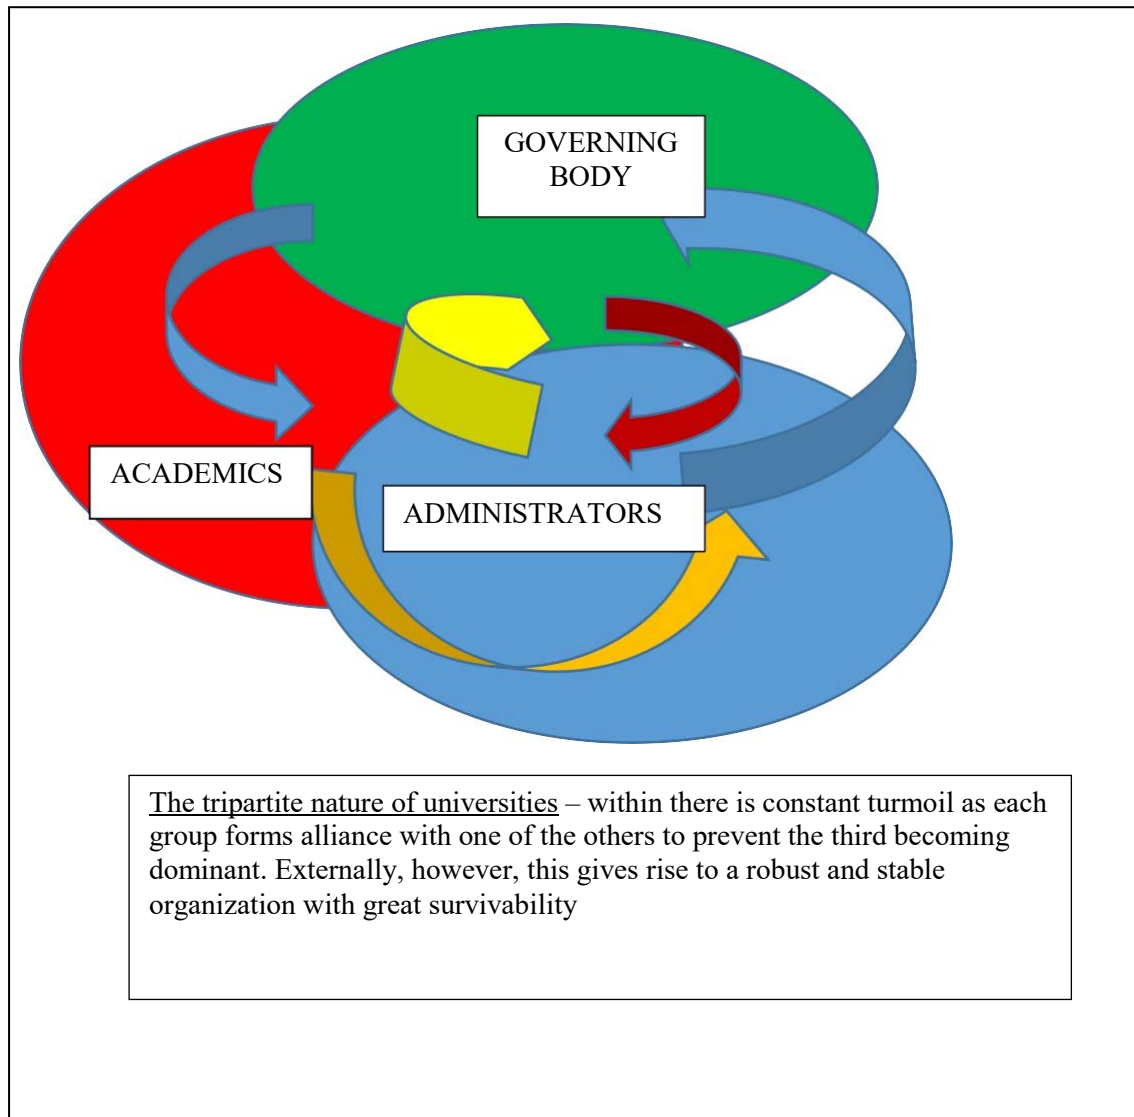 GOVERNING
BODY
ACADEMICS
ADMINISTRATORS
The tripartite nature of universities – within there is constant turmoil as each
group forms alliance with one of the others to prevent the third becoming
dominant. Externally, however, this gives rise to a robust and stable
organization with great survivability